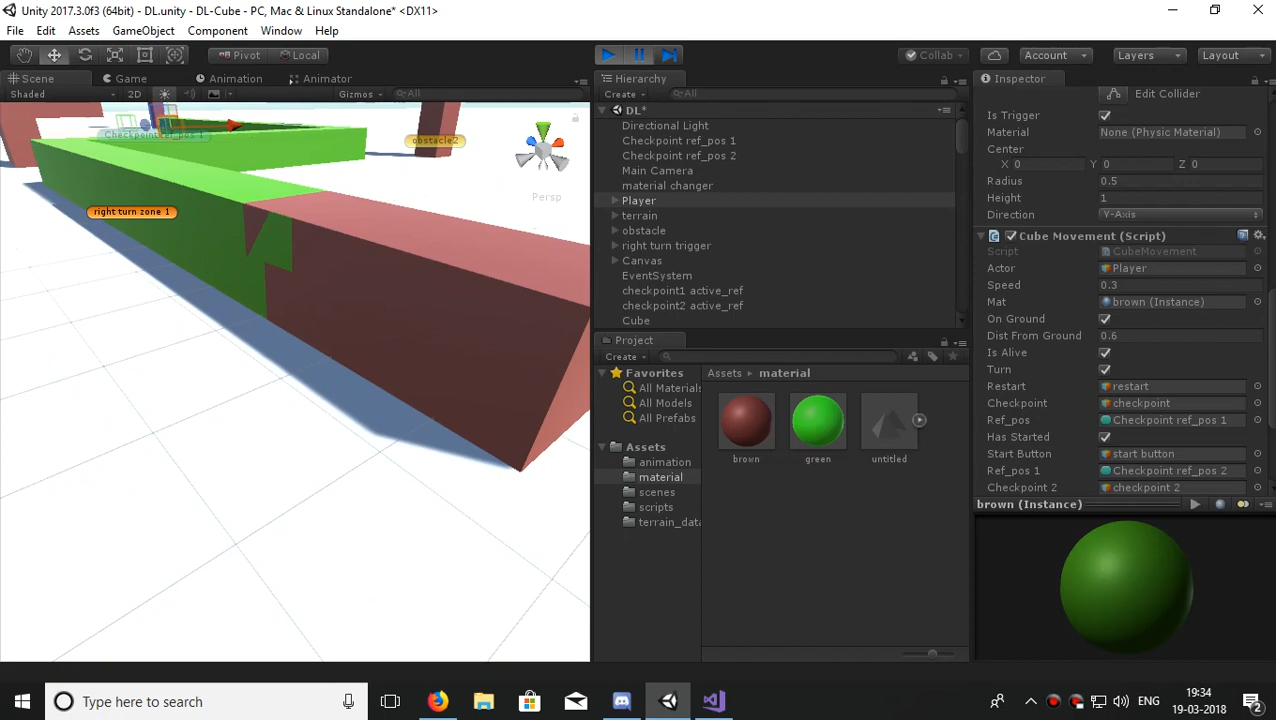 Unity 2017.3.0f3 (64bit) - DL.unity - DL-Cube - PC, Mac & Linux Standalone* <DX11>
File Edit Assets GameObject Component Window Help
Pivot Local Collab Account Layers Layout
Scene Game Animation Animator
Shaded 2D Gizmos All
Checkpoint ref_pos 1
obstacle2
right turn zone 1
Persp
Hierarchy
Create All
DL*
Directional Light
Checkpoint ref_pos 1
Checkpoint ref_pos 2
Main Camera
material changer
Player
terrain
obstacle
right turn trigger
Canvas
EventSystem
checkpoint1 active_ref
checkpoint2 active_ref
Cube
Project
Create
Favorites
All Materials
All Models
All Prefabs
Assets
animation
material
scenes
scripts
terrain_data
Assets material
brown green untitled
Inspector
Edit Collider
Is Trigger
Material None (Physic Material)
Center
X 0 Y 0 Z 0
Radius 0.5
Height 1
Direction Y-Axis
Cube Movement (Script)
Script CubeMovement
Actor Player
Speed 0.3
Mat brown (Instance)
On Ground
Dist From Ground 0.6
Is Alive
Turn
Restart restart
Checkpoint checkpoint
Ref_pos Checkpoint ref_pos 1
Has Started
Start Button start button
Ref_pos 1 Checkpoint ref_pos 2
Checkpoint 2 checkpoint 2
brown (Instance)
Type here to search
ENG
19:34
19-03-2018
2